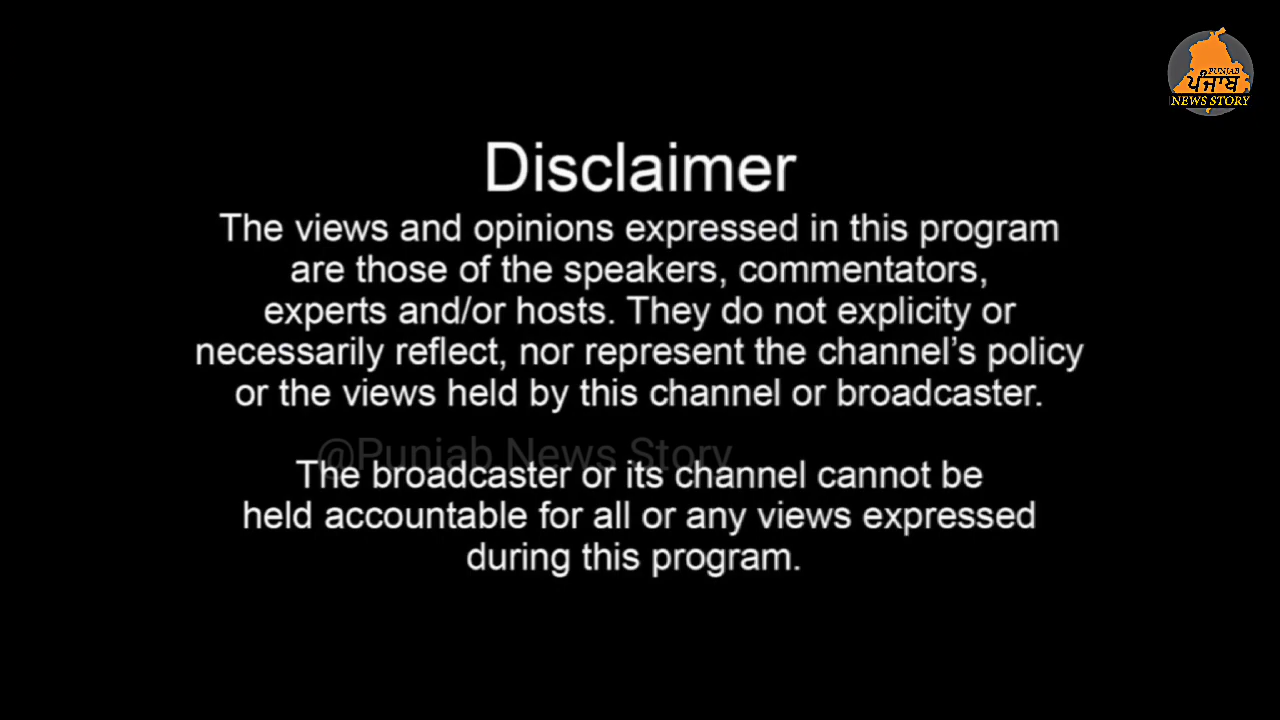 PUNJAB
ਪੰਜਾਬ
NEWS STORY
Disclaimer
The views and opinions expressed in this program
are those of the speakers, commentators,
experts and/or hosts. They do not explicity or
necessarily reflect, nor represent the channel’s policy
or the views held by this channel or broadcaster.
@Punjab News Story
The broadcaster or its channel cannot be
held accountable for all or any views expressed
during this program.